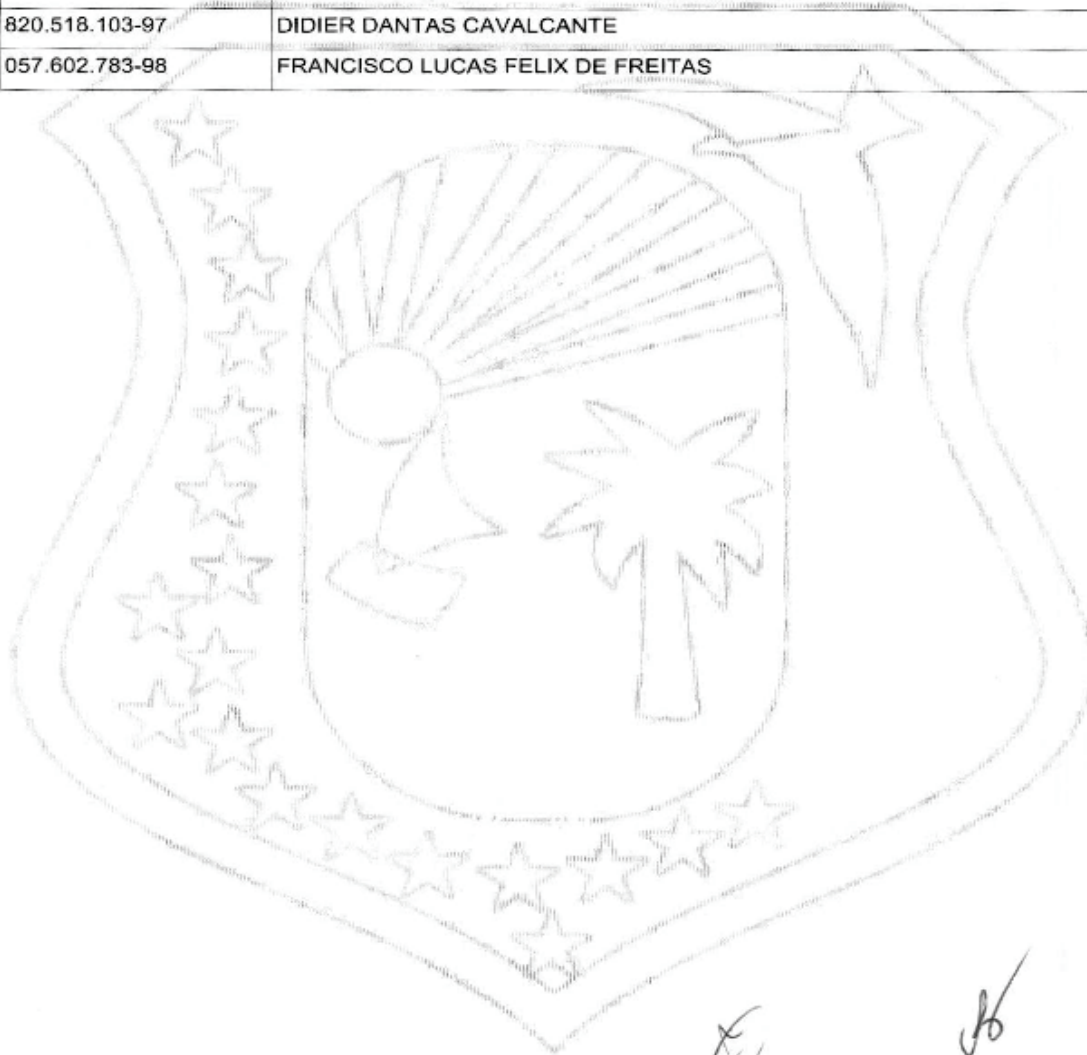 820.518.103-97 DIDIER DANTAS CAVALCANTE
057.602.783-98 FRANCISCO LUCAS FELIX DE FREITAS